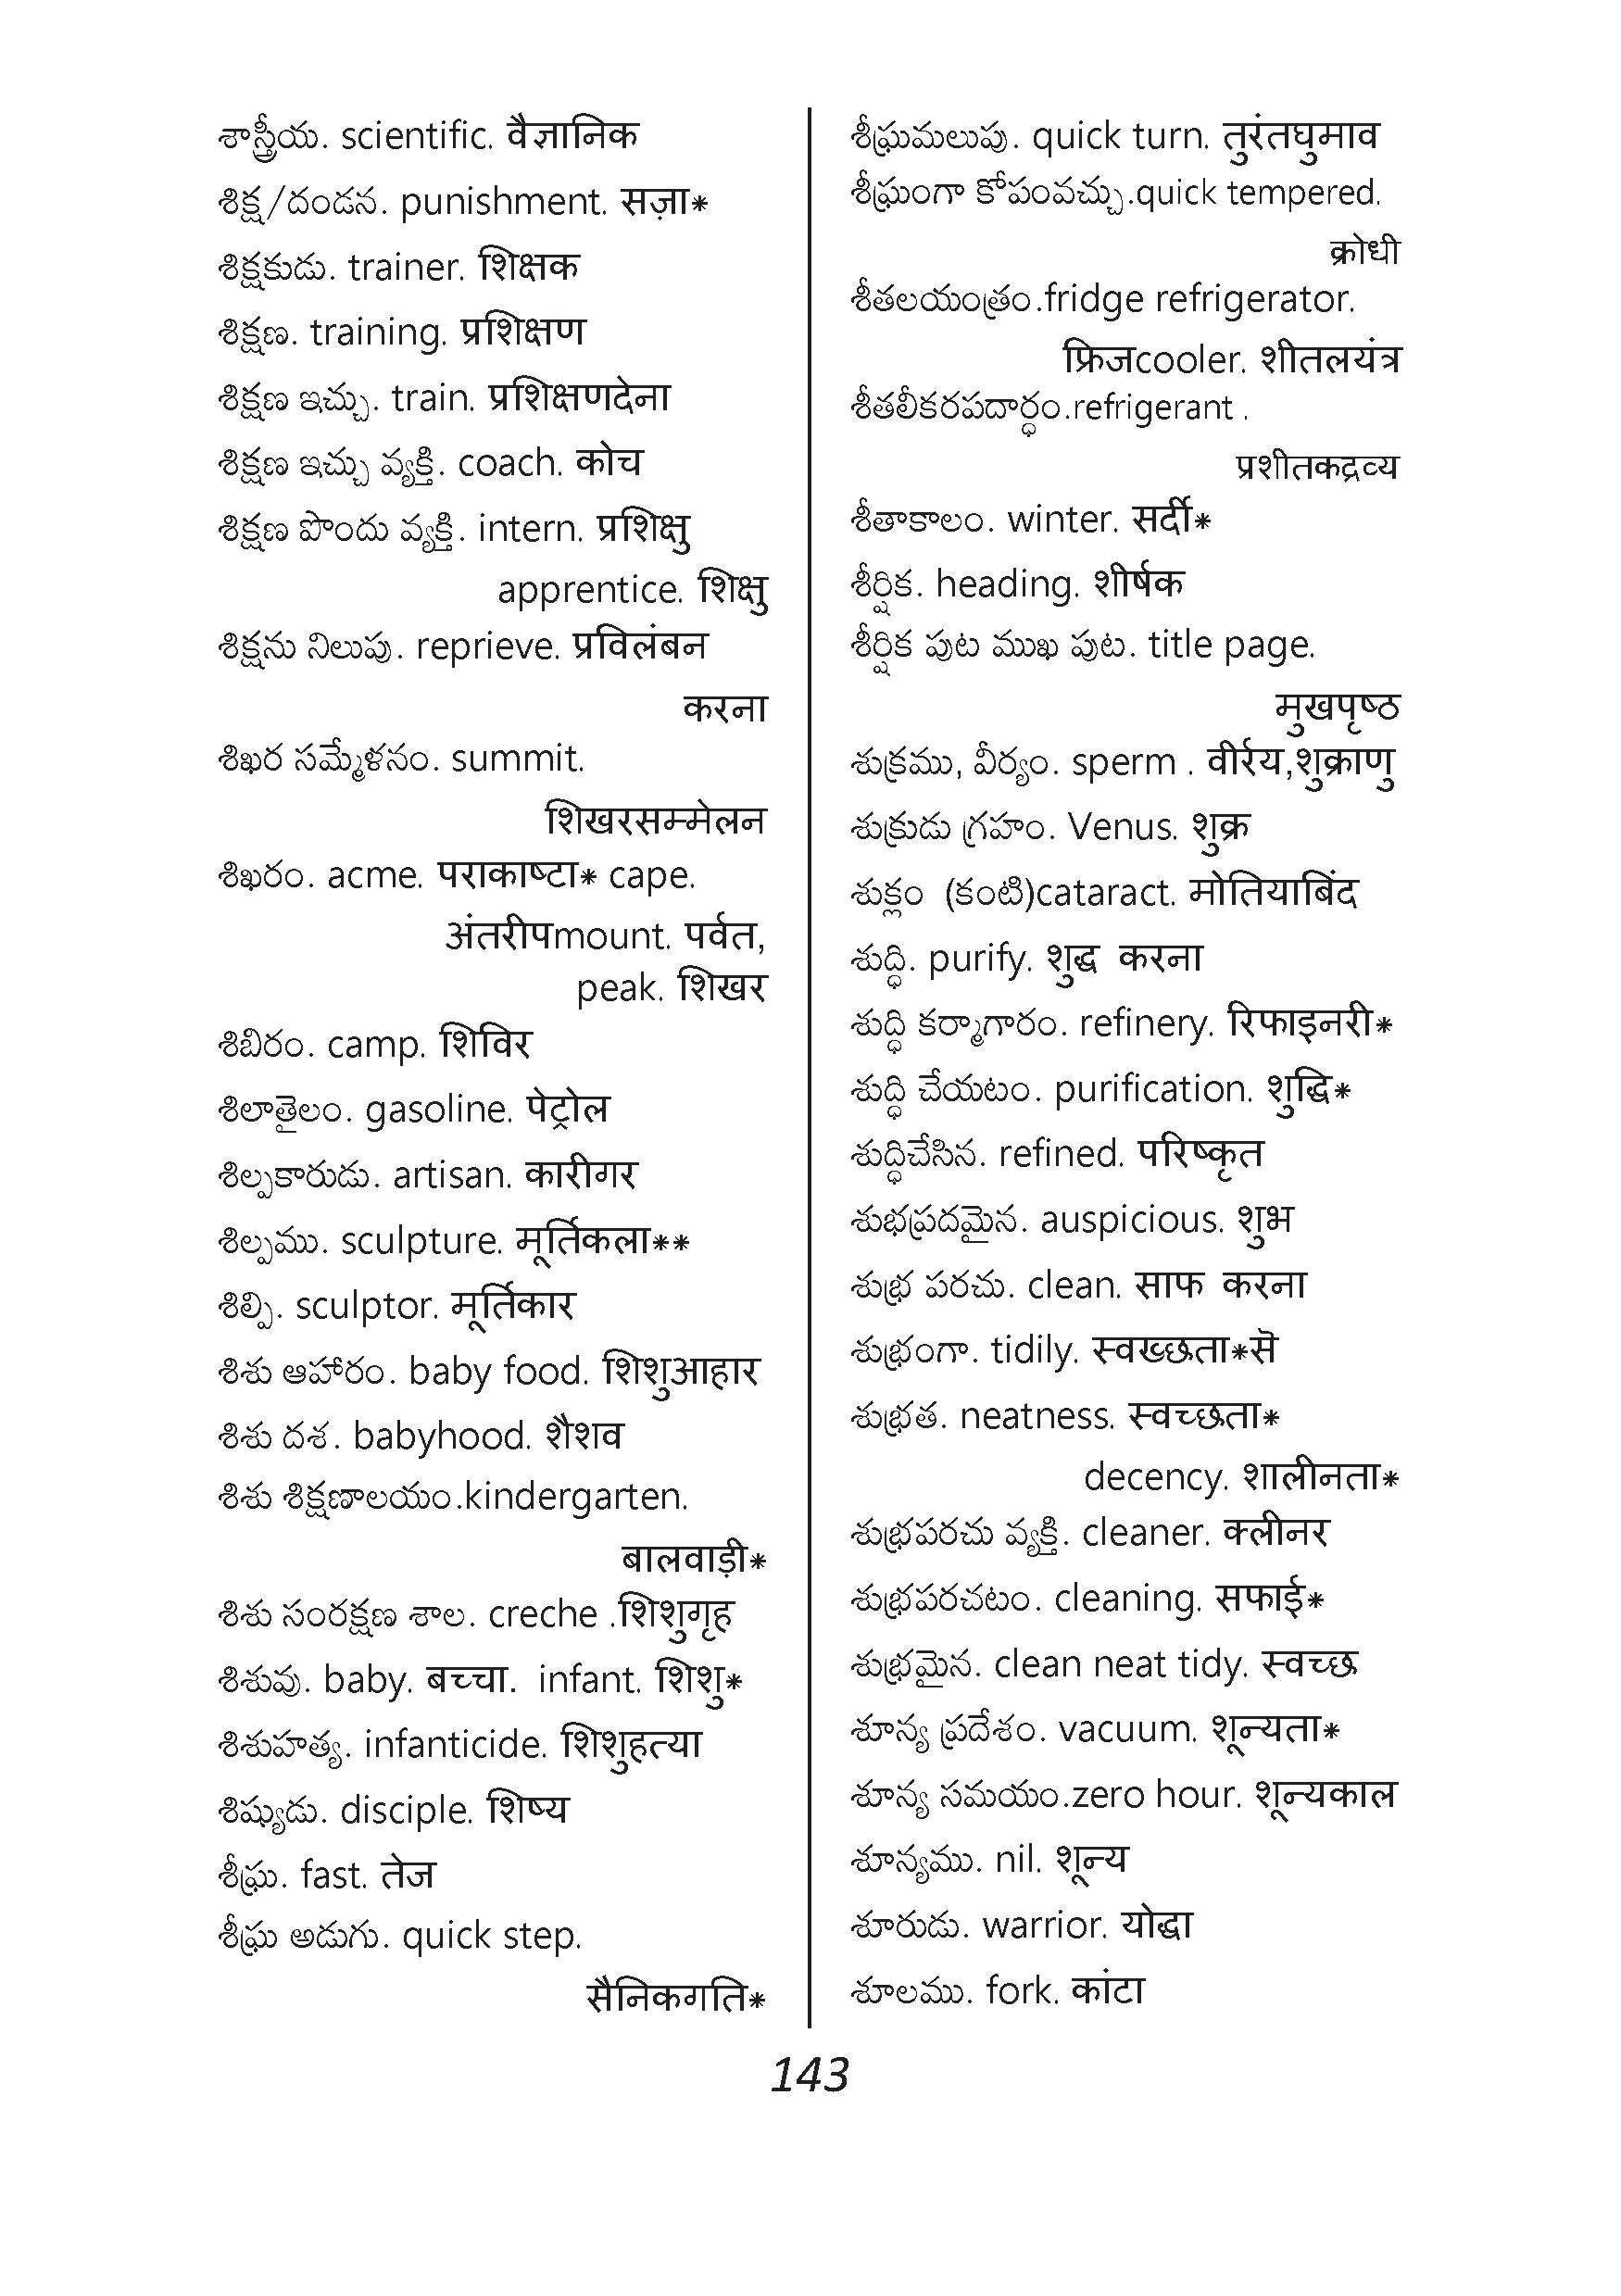 శాస్త్రీయ. scientific. वैज्ञानिक
శిక్ష/దండన. punishment. सज़ा*
శిక్షకుడు. trainer. शिक्षक
శిక్షణ. training. प्रशिक्षण
శిక్షణ ఇచ్చు. train. प्रशिक्षणदेना
శిక్షణ ఇచ్చు వ్యక్తి. coach. कोच
శిక్షణ పొందు వ్యక్తి. intern. प्रशिक्षु
apprentice. शिक्षु
శిక్షను నిలుపు. reprieve. प्रविलंबन
करना
శిఖర సమ్మేళనం. summit.
शिखरसम्मेलन
శిఖరం. acme. पराकाष्टा* cape.
अंतरीपmount. पर्वत,
peak. शिखर
శిబిరం. camp. शिविर
శిలాతైలం. gasoline. पेट्रोल
శిల్పకారుడు. artisan. कारीगर
శిల్పము. sculpture. मूर्तिकला**
శిల్పి. sculptor. मूर्तिकार
శిశు ఆహారం. baby food. शिशुआहार
శిశు దశ. babyhood. शैशव
శిశు శిక్షణాలయం.kindergarten.
बालवाड़ी*
శిశు సంరక్షణ శాల. creche .शिशुगृह
శిశువు. baby. बच्चा. infant. शिशु*
శిశుహత్య. infanticide. शिशुहत्या
శిష్యుడు. disciple. शिष्य
శీఘ్ర. fast. तेज
శీఘ్ర అడుగు. quick step.
सैनिकगति*
శీఘ్రమలుపు. quick turn. तुरंतघुमाव
శీఘ్రంగా కోపంవచ్చు.quick tempered.
क्रोधी
శీతలయంత్రం.fridge refrigerator.
फ्रिजcooler. शीतलयंत्र
శీతలీకరపదార్ధం.refrigerant .
प्रशीतकद्रव्य
శీతాకాలం. winter. सर्दी*
శీర్షిక. heading. शीर्षक
శీర్షిక పుట ముఖ పుట. title page.
मुखपृष्ठ
శుక్రము, వీర్యం. sperm . वीर्रय,शुक्राणु
శుక్రుడు గ్రహం. Venus. शुक्र
శుక్లం (కంటి)cataract. मोतियाबिंद
శుద్ధి. purify. शुद्ध करना
శుద్ధి కర్మాగారం. refinery. रिफाइनरी*
శుద్ధి చేయటం. purification. शुद्धि*
శుద్ధిచేసిన. refined. परिष्कृत
శుభప్రదమైన. auspicious. शुभ
శుభ్ర పరచు. clean. साफ करना
శుభ్రంగా. tidily. स्वख्छता*सॆ
శుభ్రత. neatness. स्वच्छता*
decency. शालीनता*
శుభ్రపరచు వ్యక్తి. cleaner. क्लीनर
శుభ్రపరచటం. cleaning. सफाई*
శుభ్రమైన. clean neat tidy. स्वच्छ
శూన్య ప్రదేశం. vacuum. शून्यता*
శూన్య సమయం.zero hour. शून्यकाल
శూన్యము. nil. शून्य
శూరుడు. warrior. योद्धा
శూలము. fork. कांटा
143